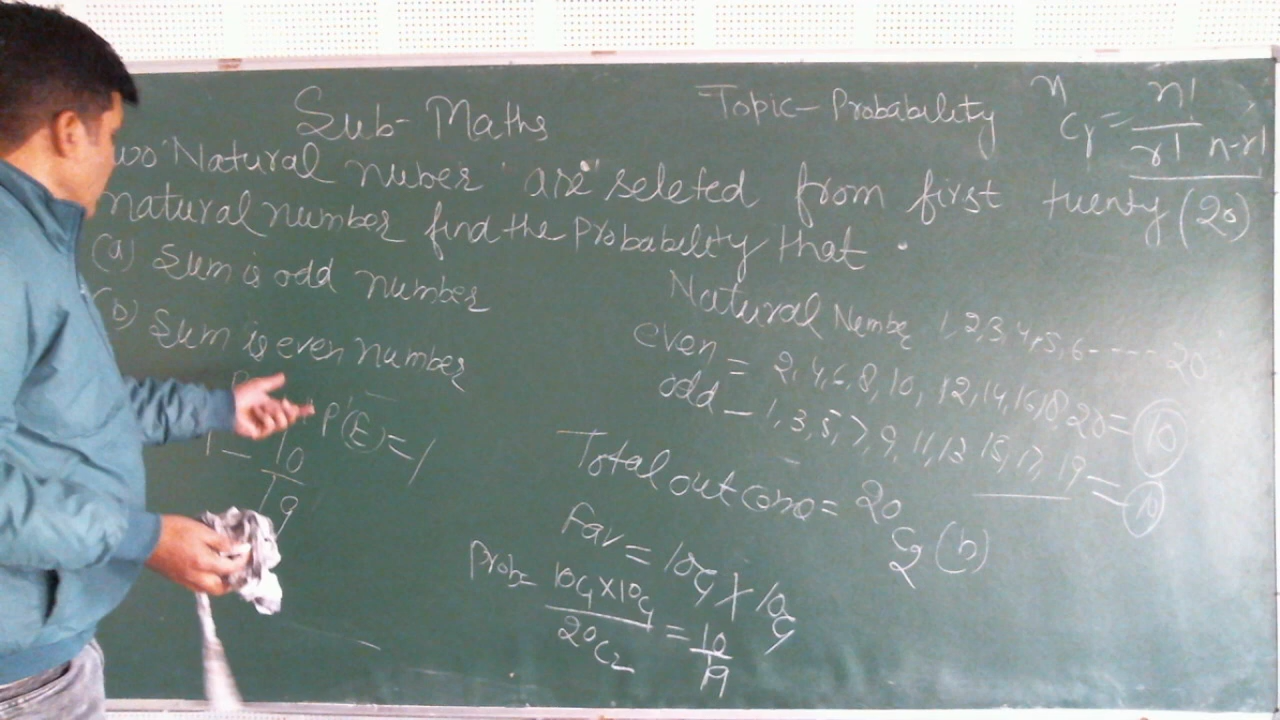 Sub- Maths
Topic- Probability
nCr = n!
r! n-r!
wo Natural nuber are seleted from first twenty (20)
natural number find the Probability that .
(a) Sum is odd number
(b) Sum is even number
Natural Nembe 1,2,3,4,5,6----- 20
even = 2,4,6,8,10, 12,14,16,18,20= 10
odd - 1,3,5,7,9,11,13 15,17,19 = 10
P'(E)=1
1 - 10
19
Total out come = 20C2 (b)
Fav = 10C1 X 10C1
Prob= 10C1 X 10C1
20C2
= 10
19